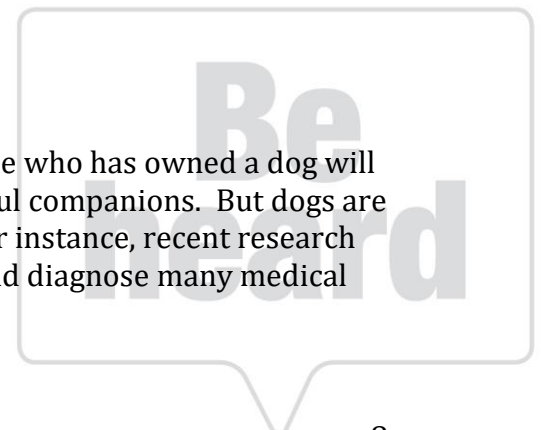 Be
heard
e who has owned a dog will
ul companions.  But dogs are
r instance, recent research
d diagnose many medical